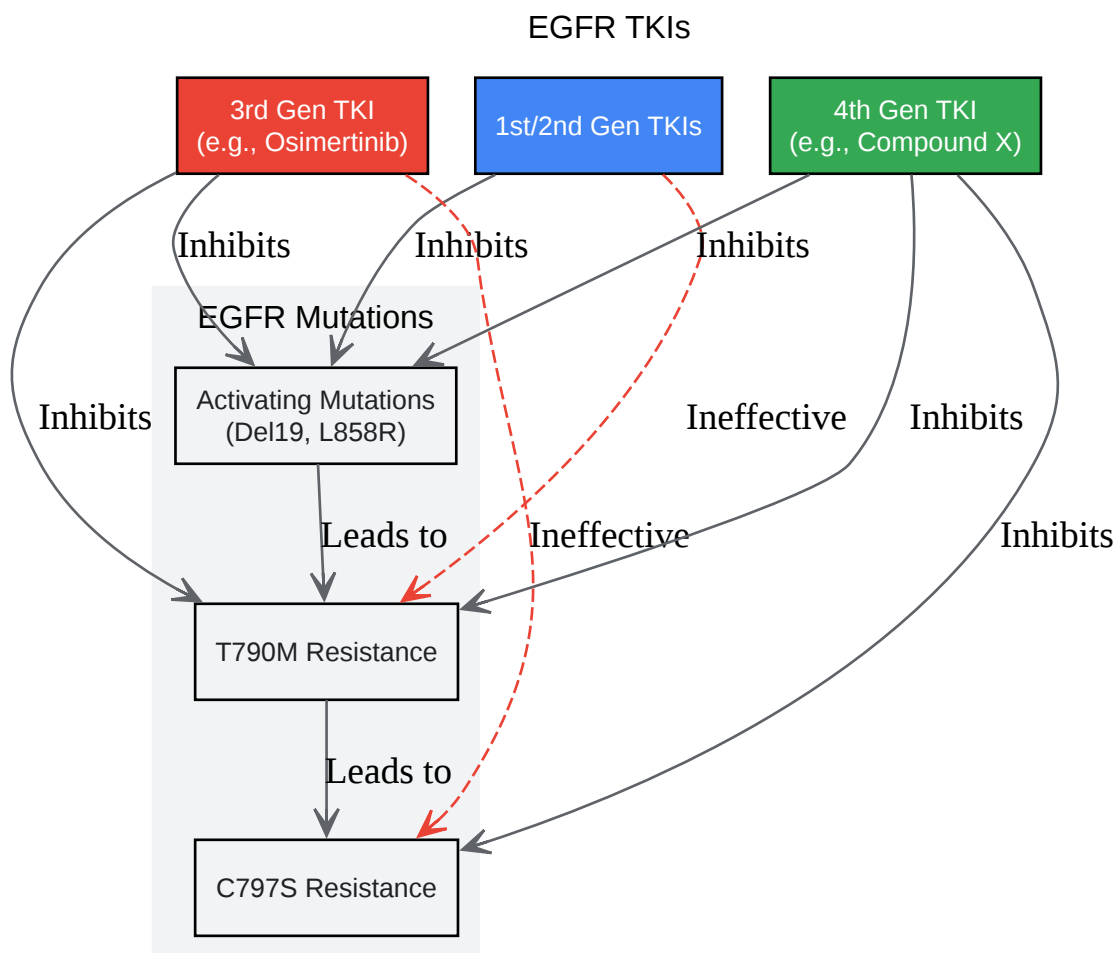 EGFR TKIs
3rd Gen TKI
(e.g., Osimertinib)
1st/2nd Gen TKIs
4th Gen TKI
(e.g., Compound X)
Inhibits
Inhibits
Inhibits
EGFR Mutations
Activating Mutations
(Del19, L858R)
Inhibits
Ineffective
Inhibits
Leads to
Ineffective
Inhibits
T790M Resistance
Leads to
C797S Resistance